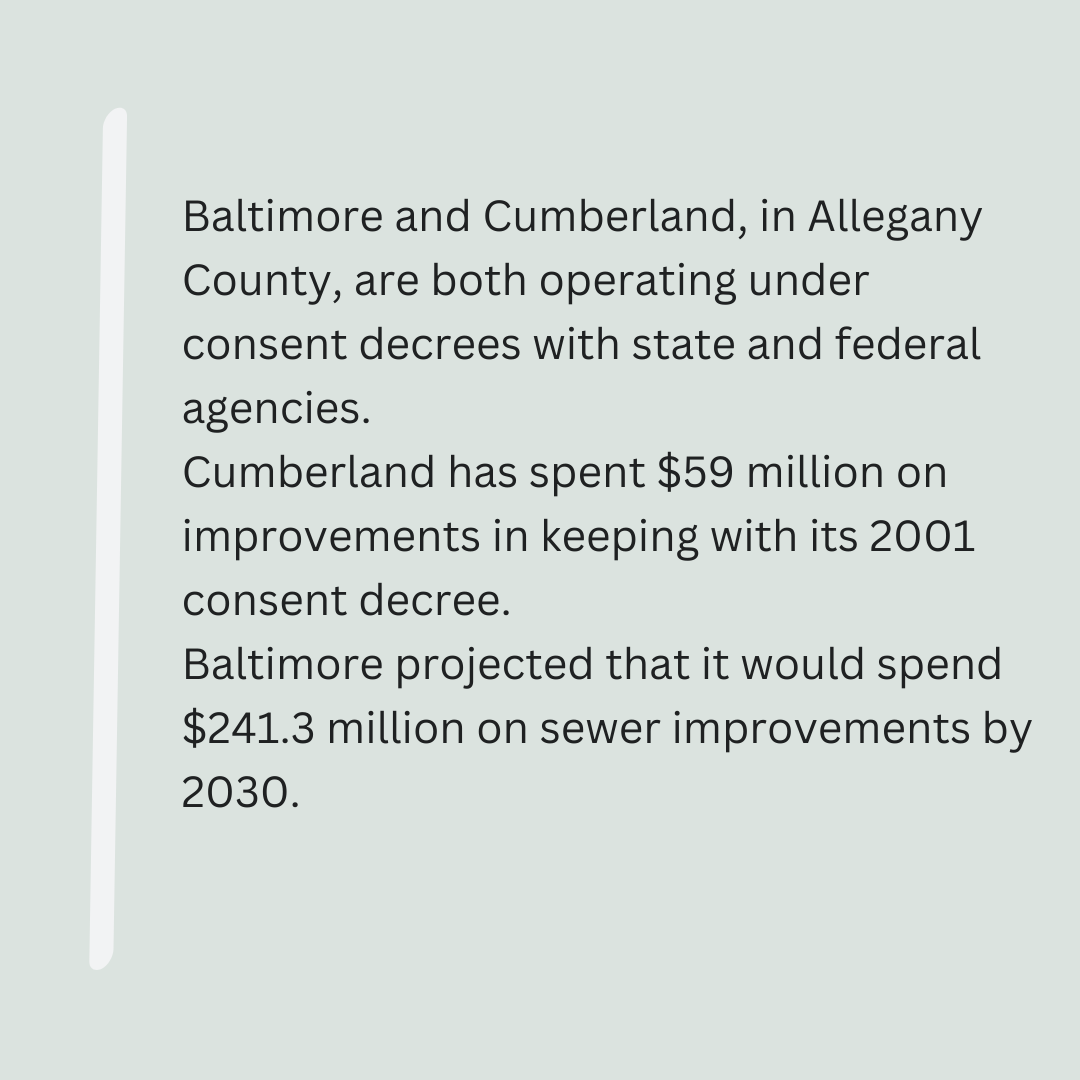 Baltimore and Cumberland, in Allegany
County, are both operating under
consent decrees with state and federal
agencies.
Cumberland has spent $59 million on
improvements in keeping with its 2001
consent decree.
Baltimore projected that it would spend
$241.3 million on sewer improvements by
2030.